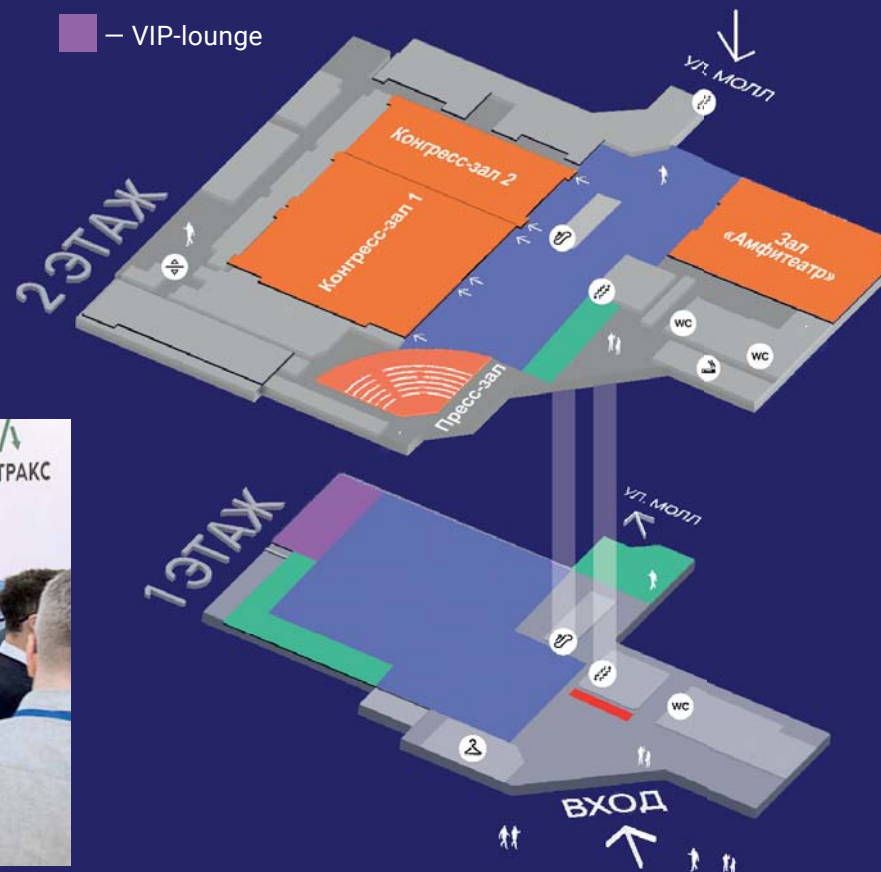 — VIP-lounge
УЛ. МОЛЛ
2 ЭТАЖ
Конгресс-зал 2
Конгресс-зал 1
Зал
«Амфитеатр»
WC
WC
Пресс-зал
ТРАКС
1 ЭТАЖ
УЛ. МОЛЛ
WC
ВХОД